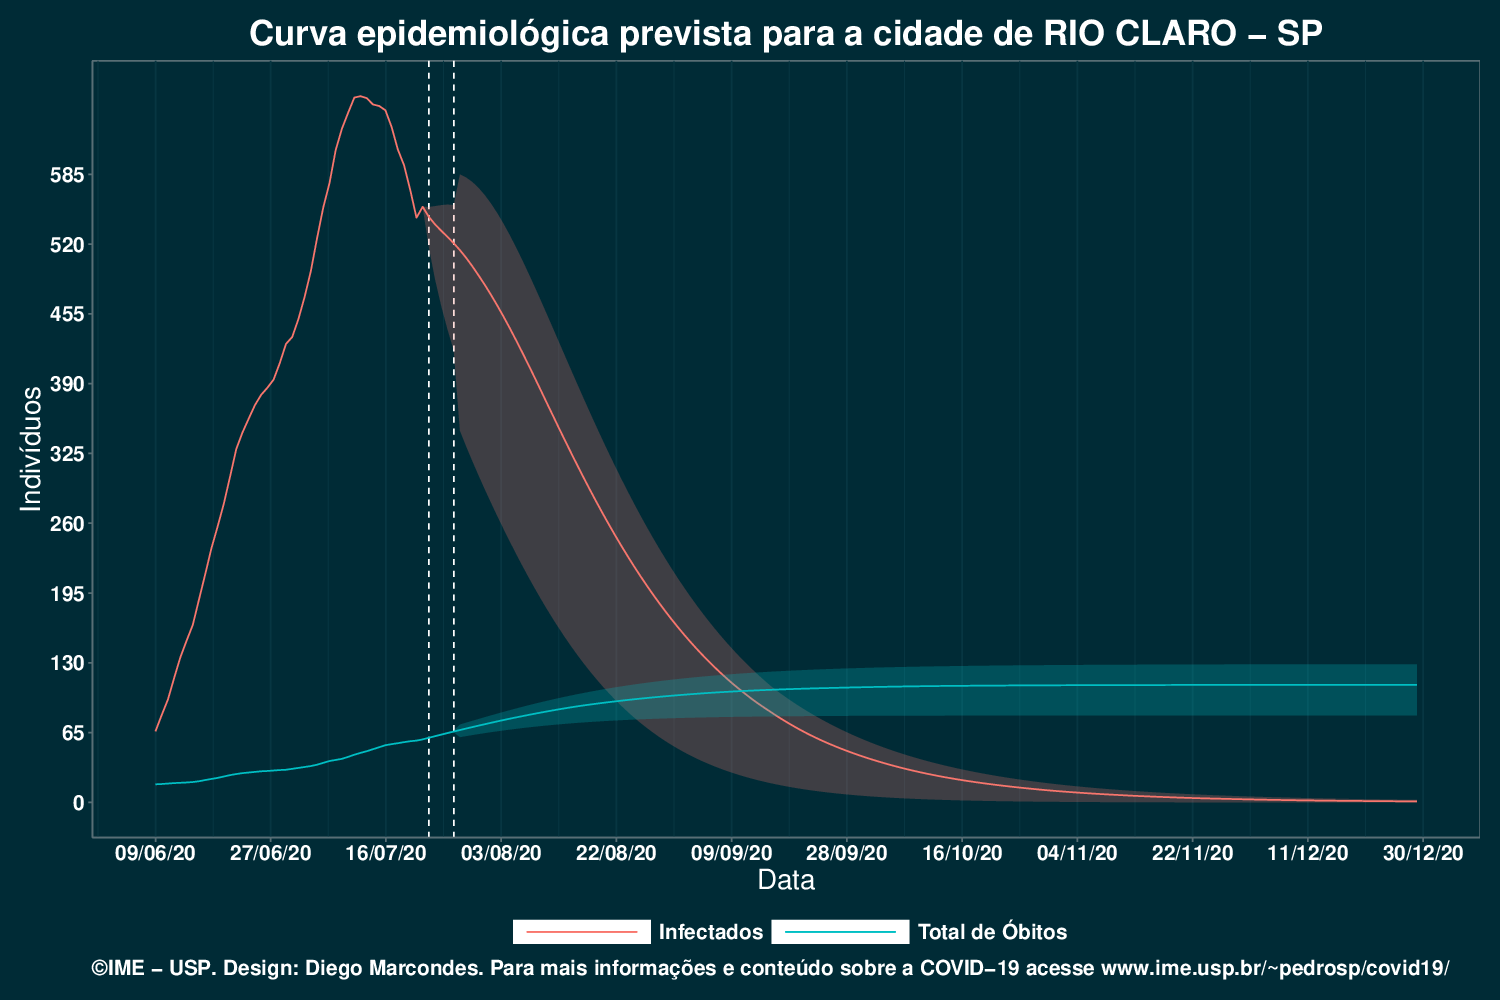 Curva epidemiológica prevista para a cidade de RIO CLARO – SP
Indivíduos
585
520
455
390
325
260
195
130
65
0
09/06/20 27/06/20 16/07/20 03/08/20 22/08/20 09/09/20 28/09/20 16/10/20 04/11/20 22/11/20 11/12/20 30/12/20
Data
Infectados Total de Óbitos
©IME – USP. Design: Diego Marcondes. Para mais informações e conteúdo sobre a COVID–19 acesse www.ime.usp.br/~pedrosp/covid19/